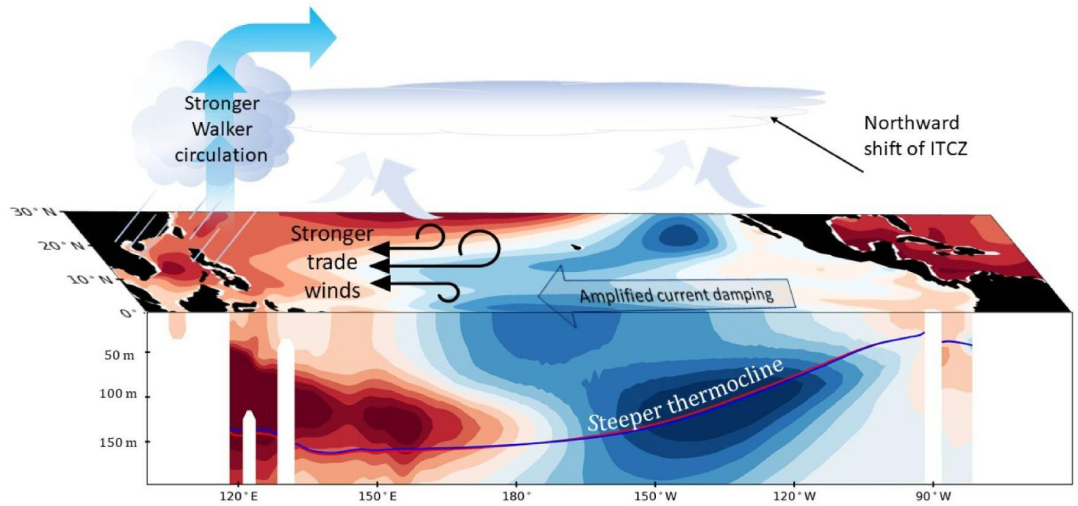 Stronger
Walker
circulation
Northward
shift of ITCZ
30°N
20°N
10°N
0°
Stronger
trade
winds
Amplified current damping
50 m
100 m
150 m
Steeper thermocline
120°E
150°E
180°
150°W
120°W
90°W